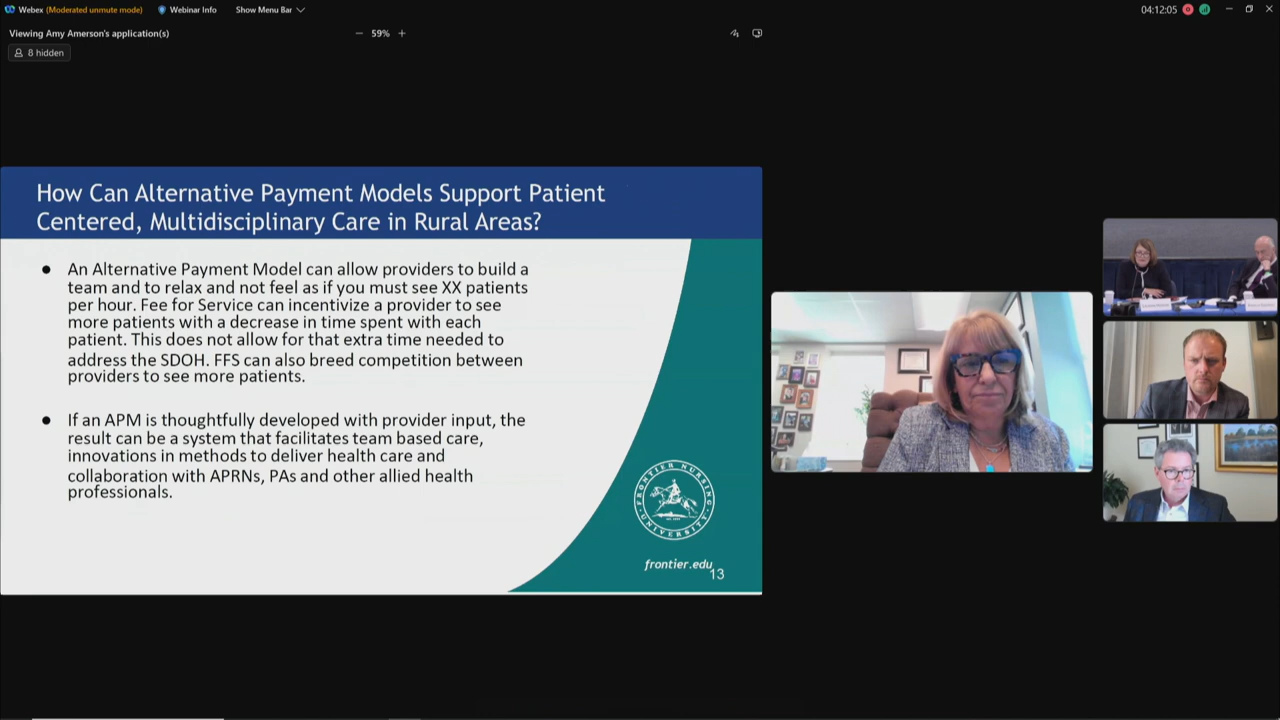 Webex (Moderated unmute mode) Webinar Info Show Menu Bar 04:12:05
Viewing Amy Amerson's application(s) 59%
8 hidden
How Can Alternative Payment Models Support Patient
Centered, Multidisciplinary Care in Rural Areas?
● An Alternative Payment Model can allow providers to build a
team and to relax and not feel as if you must see XX patients
per hour. Fee for Service can incentivize a provider to see
more patients with a decrease in time spent with each
patient. This does not allow for that extra time needed to
address the SDOH. FFS can also breed competition between
providers to see more patients.
● If an APM is thoughtfully developed with provider input, the
result can be a system that facilitates team based care,
innovations in methods to deliver health care and
collaboration with APRNs, PAs and other allied health
professionals.
FRONTIER NURSING
UNIVERSITY
frontier.edu
13